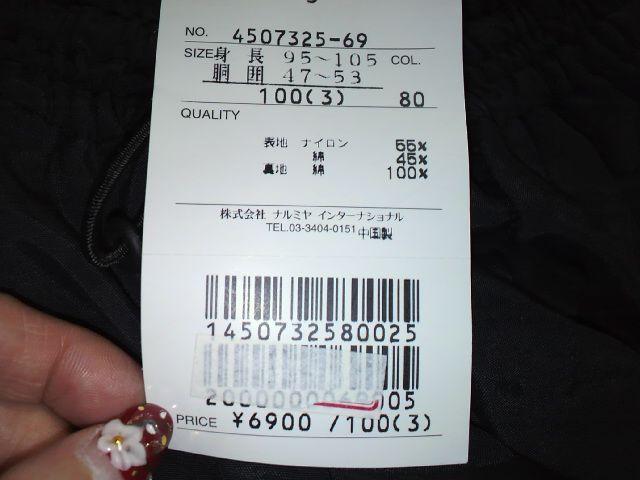 NO. 4507325-69
SIZE 身長 95~105 COL.
胴囲 47~53
100(3) 80
QUALITY
表地 ナイロン 55%
綿 45%
裏地 綿 100%
株式会社 ナルミヤ インターナショナル
TEL.03-3404-0151 中国製
1450732580025
PRICE ¥6900 /100(3)